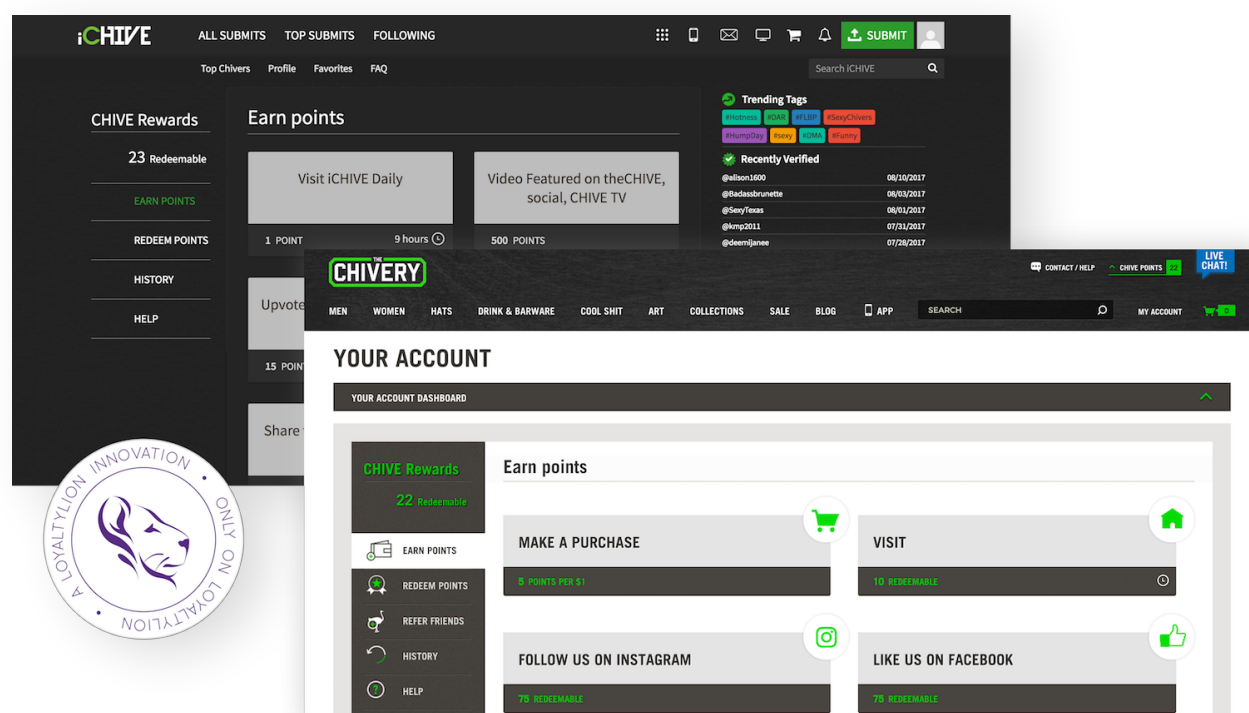 iCHIVE
ALL SUBMITS TOP SUBMITS FOLLOWING
SUBMIT
Top Chivers Profile Favorites FAQ
Search iCHIVE
CHIVE Rewards
23 Redeemable
EARN POINTS
REDEEM POINTS
HISTORY
HELP
Earn points
Visit iCHIVE Daily
1 POINT
9 hours
Video Featured on theCHIVE,
social, CHIVE TV
500 POINTS
Upvote
15 POIN
Share
Trending Tags
#Hotness #DAR #FLBP #SexyChivers
#HumpDay #sexy #DMA #Funny
Recently Verified
@alison1600 08/10/2017
@Badassbrunette 08/03/2017
@SexyTexas 08/01/2017
@kmp2011 07/31/2017
@deemijanee 07/28/2017
THE
CHIVERY
CONTACT / HELP
CHIVE POINTS 22
LIVE
CHAT!
MEN WOMEN HATS DRINK & BARWARE COOL SHIT ART COLLECTIONS SALE BLOG APP
SEARCH
MY ACCOUNT
0
YOUR ACCOUNT
YOUR ACCOUNT DASHBOARD
CHIVE Rewards
22 Redeemable
EARN POINTS
REDEEM POINTS
REFER FRIENDS
HISTORY
HELP
Earn points
MAKE A PURCHASE
5 POINTS PER $1
VISIT
10 REDEEMABLE
FOLLOW US ON INSTAGRAM
75 REDEEMABLE
LIKE US ON FACEBOOK
75 REDEEMABLE
A LOYALTYLION INNOVATION • ONLY ON LOYALTYLION •